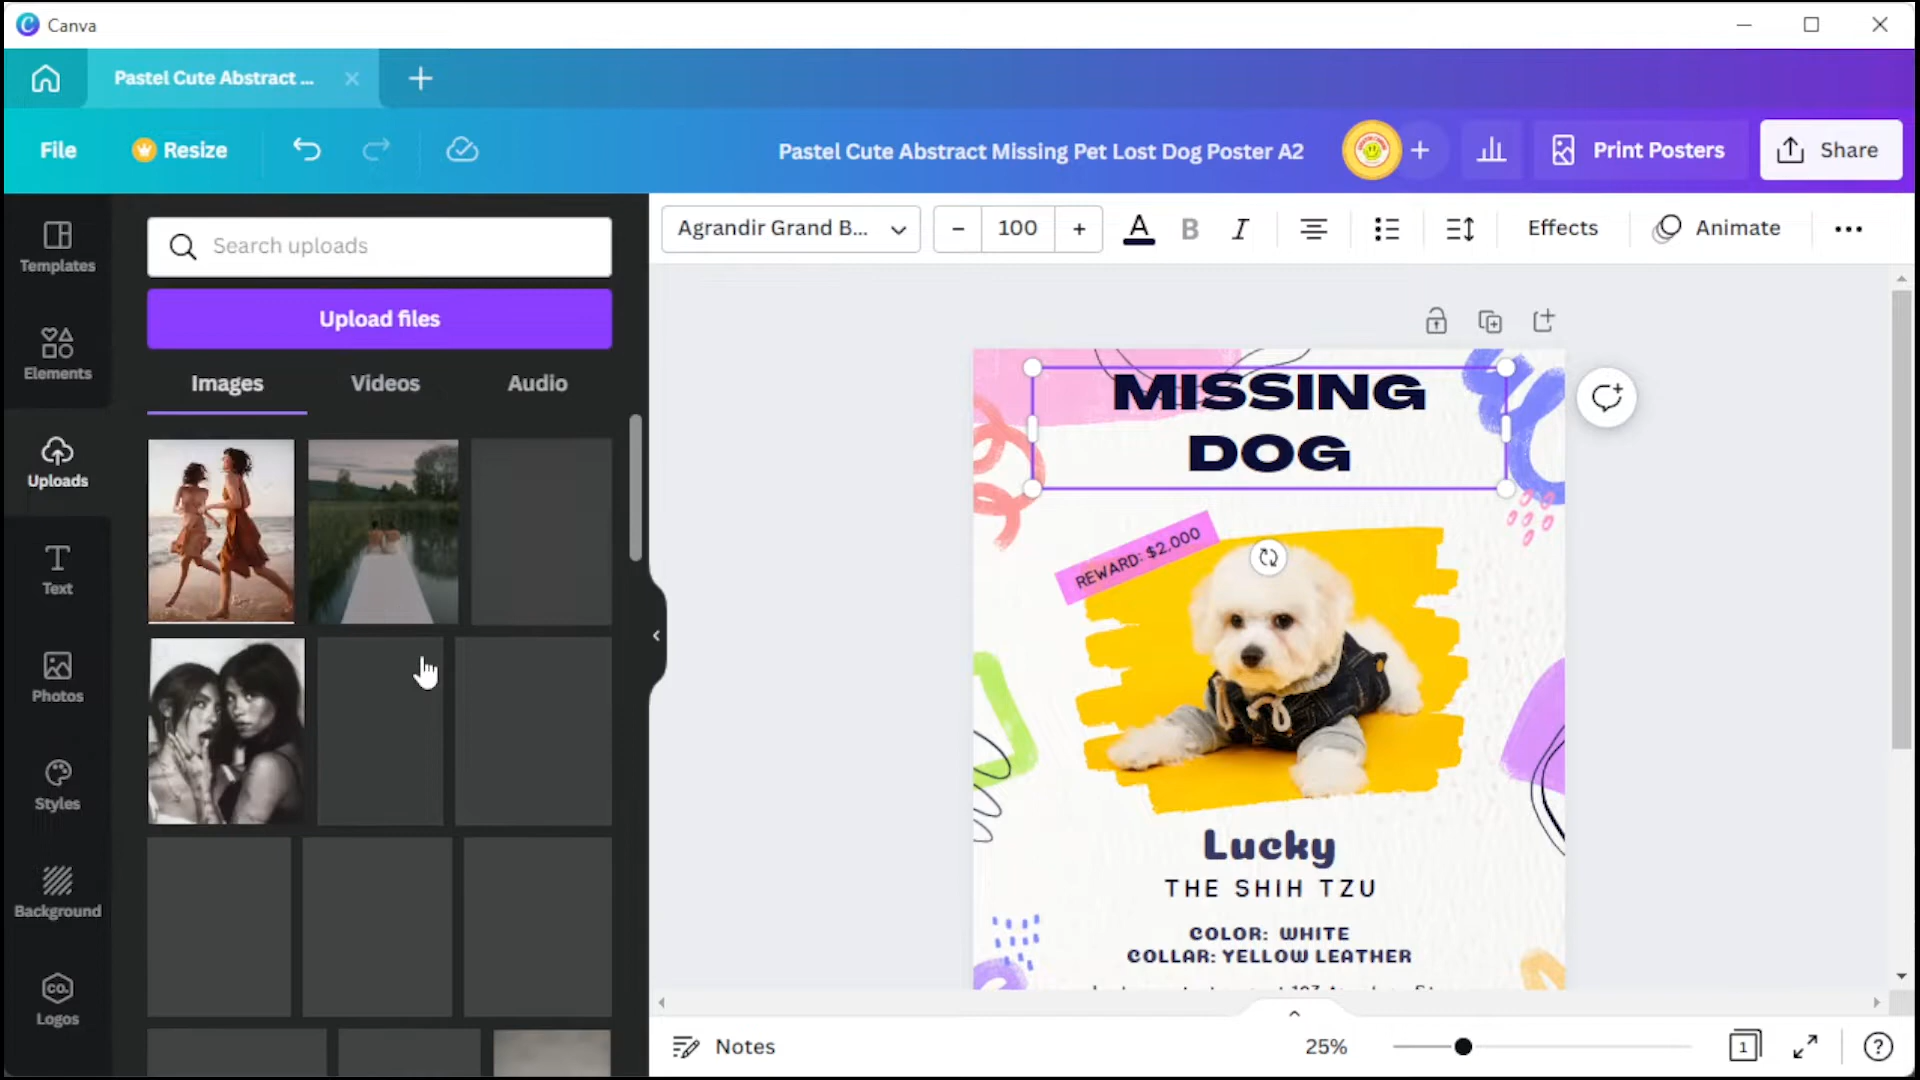 Canva
Pastel Cute Abstract ...
File
Resize
Pastel Cute Abstract Missing Pet Lost Dog Poster A2
Print Posters
Share
Templates
Elements
Uploads
Text
Photos
Styles
Background
CO.
Logos
Search uploads
Upload files
Images
Videos
Audio
Agrandir Grand B...
100
A
B
I
Effects
Animate
MISSING
DOG
REWARD: $2,000
Lucky
THE SHIH TZU
COLOR: WHITE
COLLAR: YELLOW LEATHER
Notes
25%
1